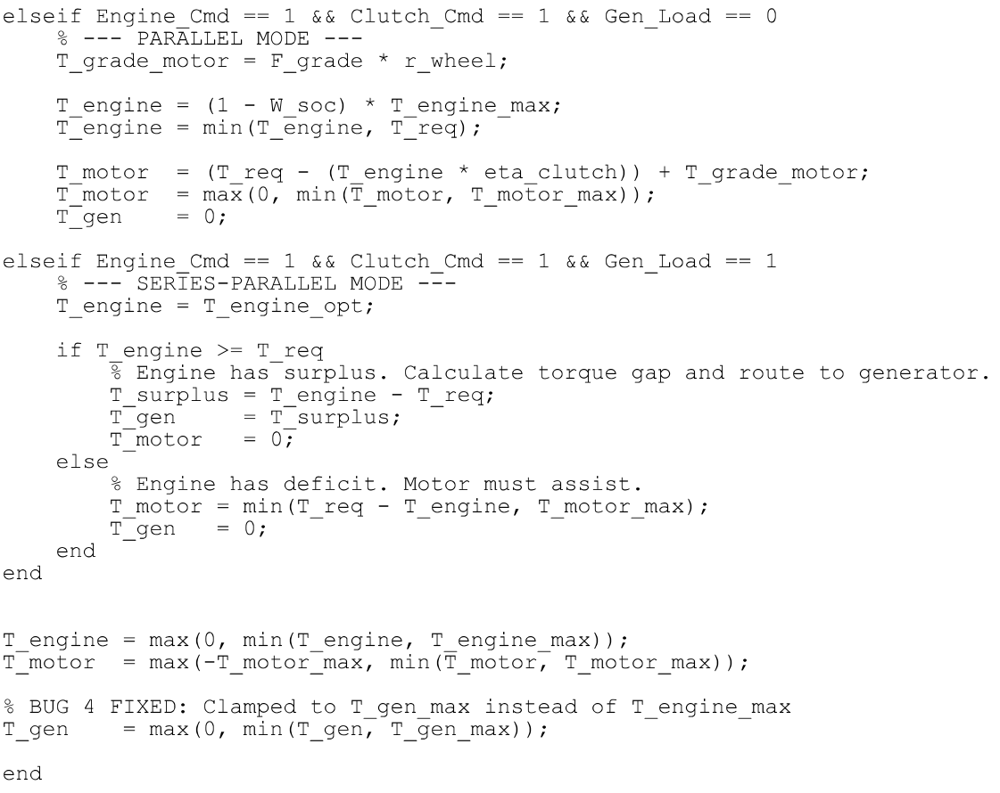 elseif Engine_Cmd == 1 && Clutch_Cmd == 1 && Gen_Load == 0
    % --- PARALLEL MODE ---
    T_grade_motor = F_grade * r_wheel;

    T_engine = (1 - W_soc) * T_engine_max;
    T_engine = min(T_engine, T_req);

    T_motor  = (T_req - (T_engine * eta_clutch)) + T_grade_motor;
    T_motor  = max(0, min(T_motor, T_motor_max));
    T_gen    = 0;

elseif Engine_Cmd == 1 && Clutch_Cmd == 1 && Gen_Load == 1
    % --- SERIES-PARALLEL MODE ---
    T_engine = T_engine_opt;

    if T_engine >= T_req
        % Engine has surplus. Calculate torque gap and route to generator.
        T_surplus = T_engine - T_req;
        T_gen     = T_surplus;
        T_motor   = 0;
    else
        % Engine has deficit. Motor must assist.
        T_motor = min(T_req - T_engine, T_motor_max);
        T_gen   = 0;
    end
end

T_engine = max(0, min(T_engine, T_engine_max));
T_motor  = max(-T_motor_max, min(T_motor, T_motor_max));

% BUG 4 FIXED: Clamped to T_gen_max instead of T_engine_max
T_gen    = max(0, min(T_gen, T_gen_max));

end